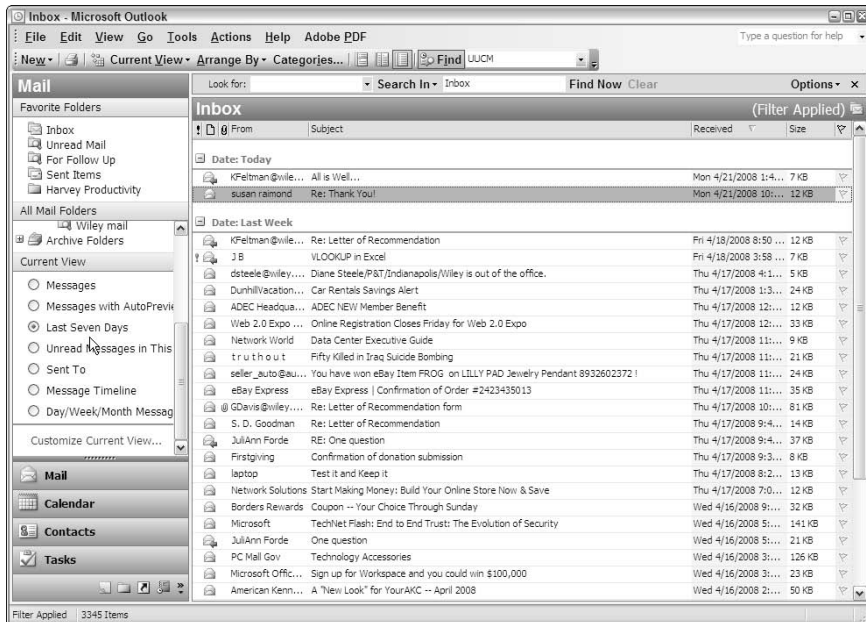 Inbox - Microsoft Outlook
File Edit View Go Tools Actions Help Adobe PDF Type a question for help
New Current View Arrange By Categories... Find UUCM
Mail
Look for: Search In Inbox Find Now Clear Options
Favorite Folders
Inbox
Unread Mail
For Follow Up
Sent Items
Harvey Productivity
All Mail Folders
Wiley mail
Archive Folders
Current View
Messages
Messages with AutoPrevie
Last Seven Days
Unread Messages in This
Sent To
Message Timeline
Day/Week/Month Messag
Customize Current View...
Mail
Calendar
Contacts
Tasks
Inbox (Filter Applied)
From Subject Received Size
Date: Today
KFeltman@wile... All is Well... Mon 4/21/2008 1:4... 7 KB
susan raimond Re: Thank You! Mon 4/21/2008 10:... 12 KB
Date: Last Week
KFeltman@wile... Re: Letter of Recommendation Fri 4/18/2008 8:50 ... 12 KB
J B VLOOKUP in Excel Fri 4/18/2008 3:58 ... 7 KB
dsteele@wiley.... Diane Steele/P&T/Indianapolis/Wiley is out of the office. Thu 4/17/2008 4:1... 5 KB
DunhillVacation... Car Rentals Savings Alert Thu 4/17/2008 1:3... 24 KB
ADEC Headqua... ADEC NEW Member Benefit Thu 4/17/2008 12:... 12 KB
Web 2.0 Expo ... Online Registration Closes Friday for Web 2.0 Expo Thu 4/17/2008 12:... 33 KB
Network World Data Center Executive Guide Thu 4/17/2008 11:... 9 KB
t r u t h o u t Fifty Killed in Iraq Suicide Bombing Thu 4/17/2008 11:... 21 KB
seller_auto@au... You have won eBay Item FROG on LILLY PAD Jewelry Pendant 8932602372 ! Thu 4/17/2008 11:... 24 KB
eBay Express eBay Express | Confirmation of Order #2423435013 Thu 4/17/2008 11:... 35 KB
GDavis@wiley.... Re: Letter of Recommendation form Thu 4/17/2008 10:... 81 KB
S. D. Goodman Re: Letter of Recommendation Thu 4/17/2008 9:4... 14 KB
JuliAnn Forde RE: One question Thu 4/17/2008 9:4... 37 KB
Firstgiving Confirmation of donation submission Thu 4/17/2008 9:3... 8 KB
laptop Test it and Keep it Thu 4/17/2008 8:2... 13 KB
Network Solutions Start Making Money: Build Your Online Store Now & Save Thu 4/17/2008 7:0... 12 KB
Borders Rewards Coupon -- Your Choice Through Sunday Wed 4/16/2008 9:... 32 KB
Microsoft TechNet Flash: End to End Trust: The Evolution of Security Wed 4/16/2008 5:... 141 KB
JuliAnn Forde One question Wed 4/16/2008 5:... 21 KB
PC Mall Gov Technology Accessories Wed 4/16/2008 3:... 126 KB
Microsoft Offic... Sign up for Workspace and you could win $100,000 Wed 4/16/2008 3:... 23 KB
American Kenn... A "New Look" for YourAKC -- April 2008 Wed 4/16/2008 2:... 50 KB
Filter Applied 3345 Items